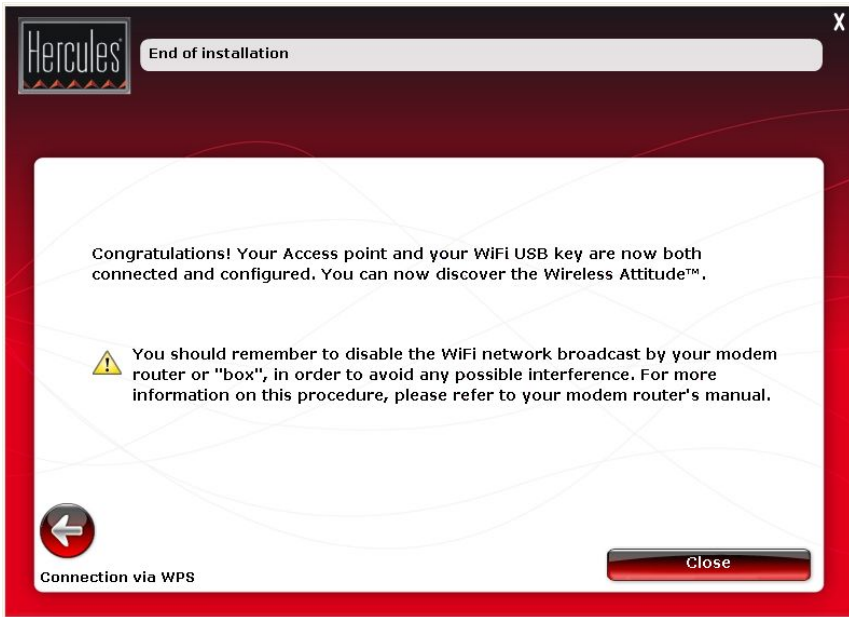 X
Hercules
End of installation
Congratulations! Your Access point and your WiFi USB key are now both
connected and configured. You can now discover the Wireless Attitude™.
You should remember to disable the WiFi network broadcast by your modem
router or "box", in order to avoid any possible interference. For more
information on this procedure, please refer to your modem router's manual.
Connection via WPS
Close